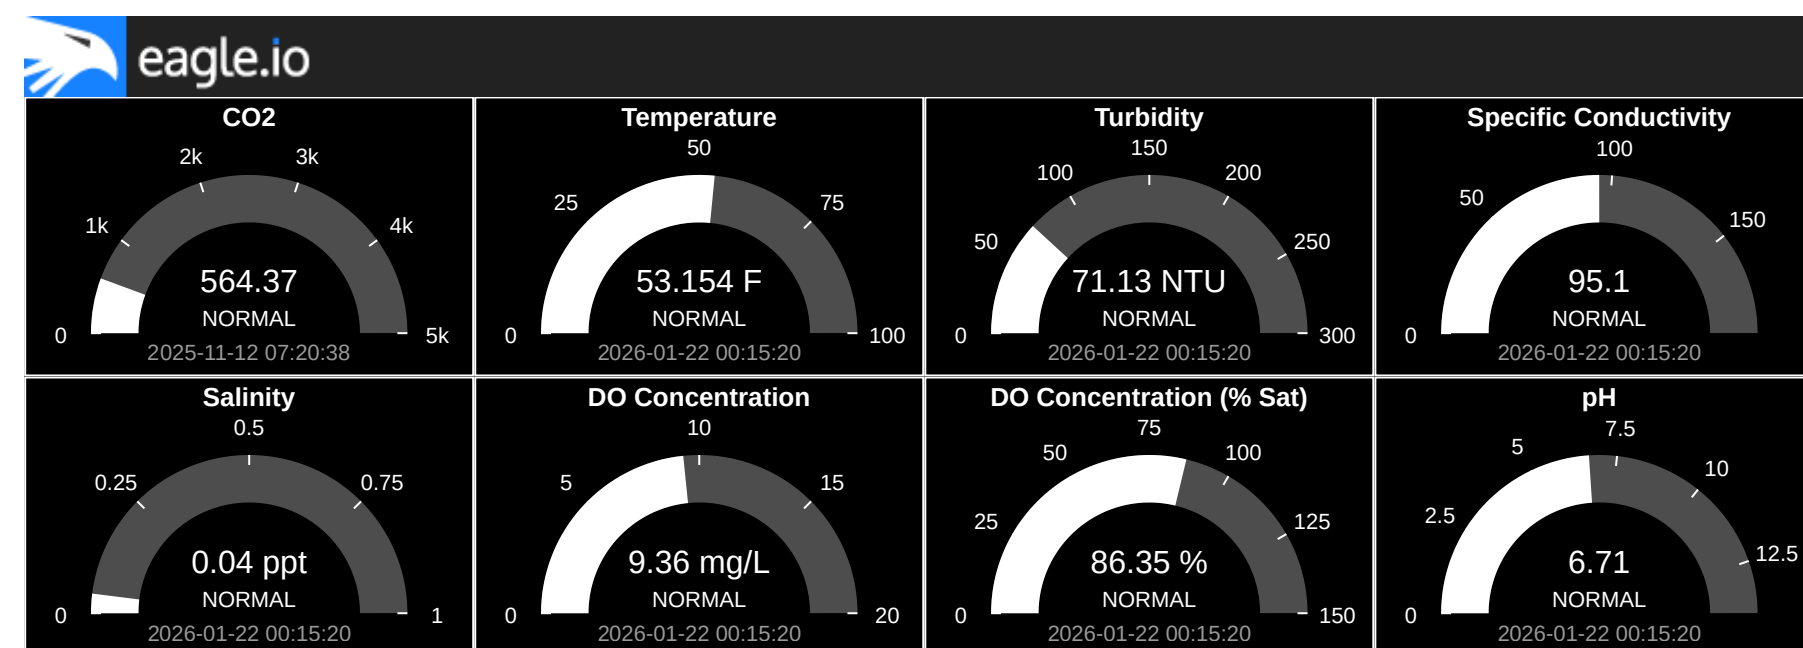 eagle.io
CO2
2k 3k
1k 4k
564.37
NORMAL
0 5k
2025-11-12 07:20:38
Temperature
50
25 75
53.154 F
NORMAL
0 100
2026-01-22 00:15:20
Turbidity
150
100 200
50 250
71.13 NTU
NORMAL
0 300
2026-01-22 00:15:20
Specific Conductivity
100
50 150
95.1
NORMAL
0
2026-01-22 00:15:20
Salinity
0.5
0.25 0.75
0.04 ppt
NORMAL
0 1
2026-01-22 00:15:20
DO Concentration
10
5 15
9.36 mg/L
NORMAL
0 20
2026-01-22 00:15:20
DO Concentration (% Sat)
75
50 100
25 125
86.35 %
NORMAL
0 150
2026-01-22 00:15:20
pH
7.5
5 10
2.5 12.5
6.71
NORMAL
0
2026-01-22 00:15:20